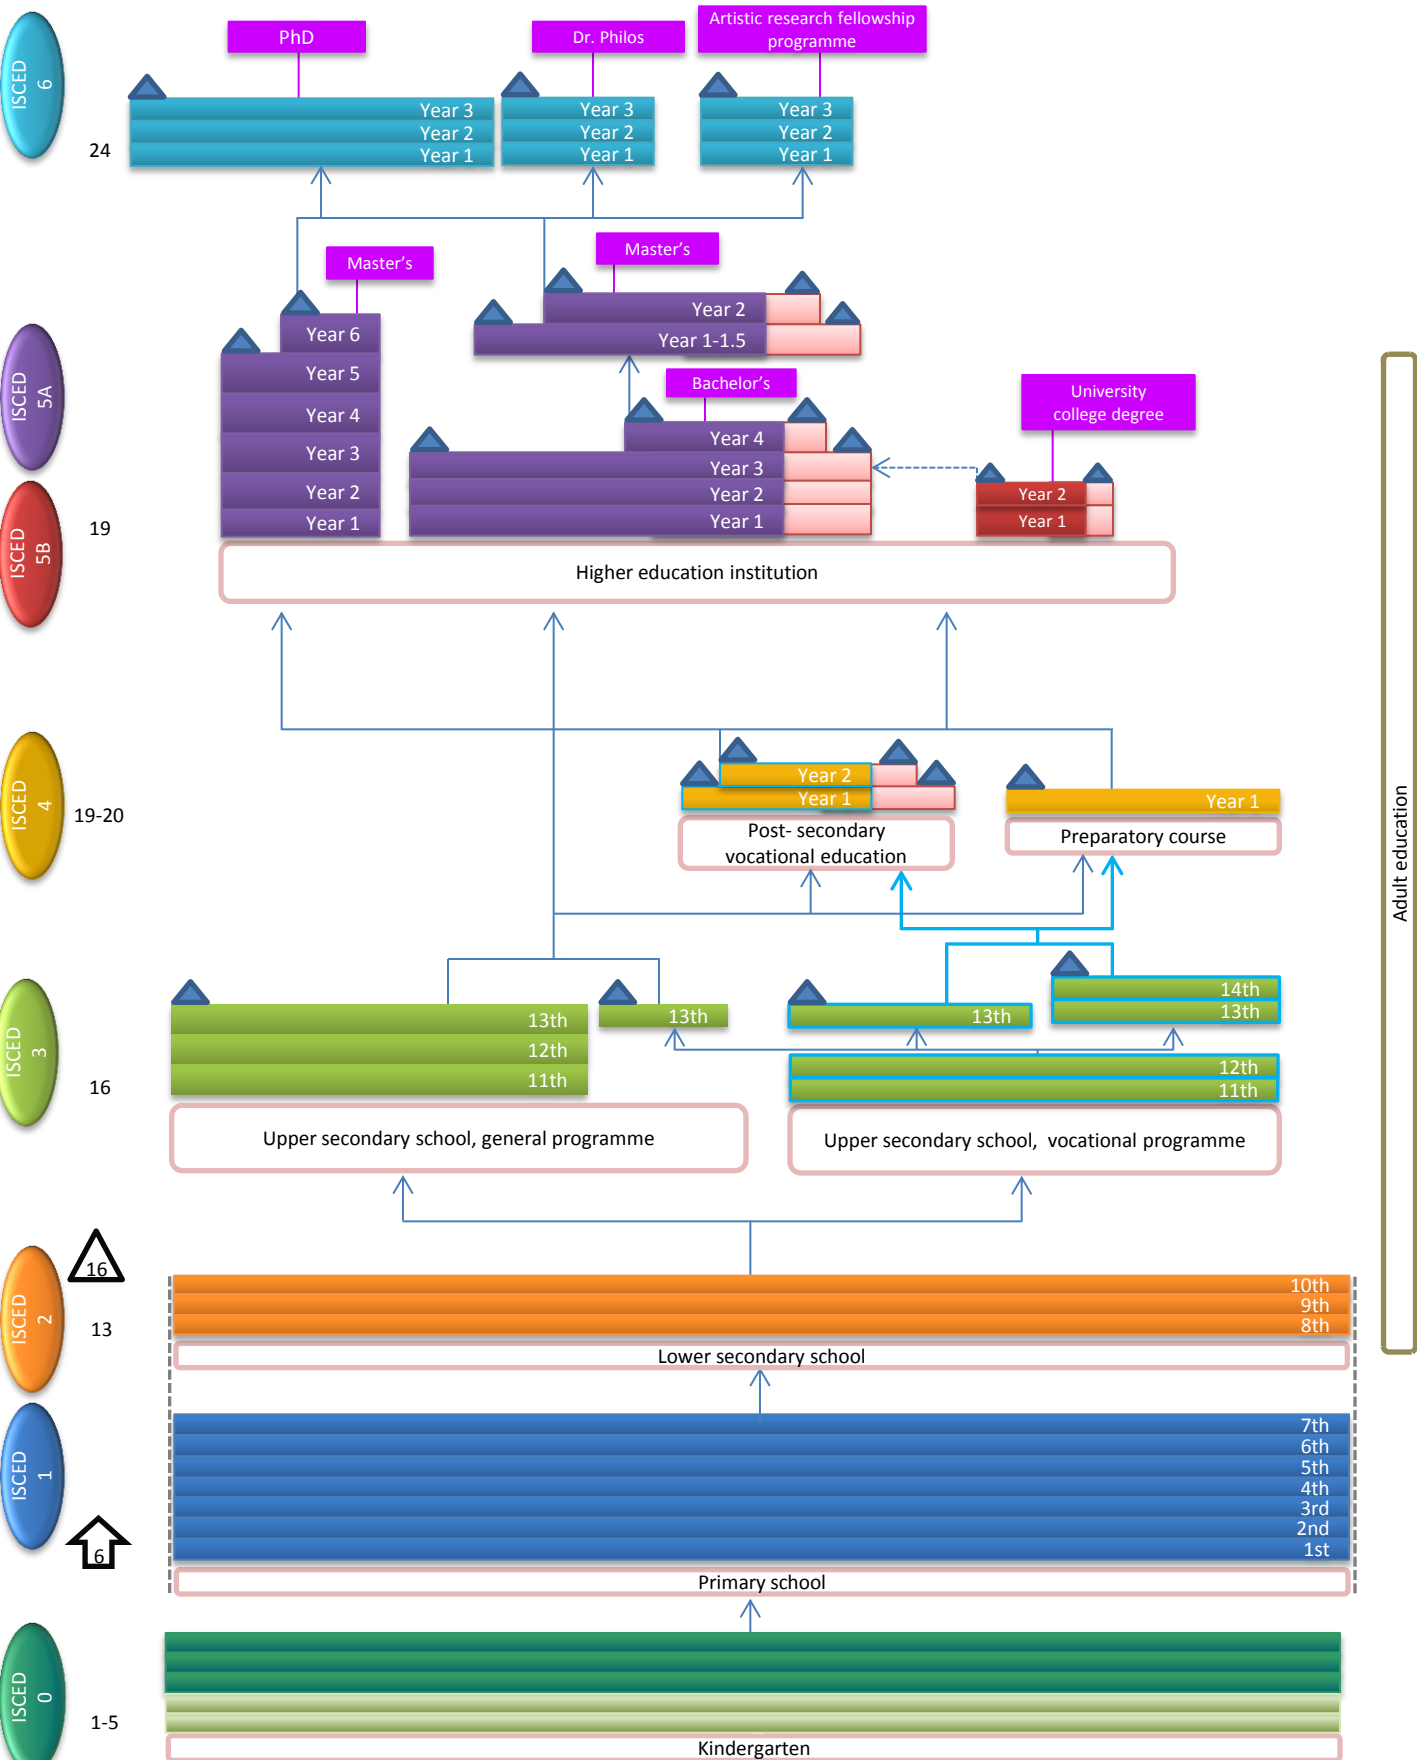 PhD
Dr. Philos
Artistic research fellowship
programme
ISCED
6
24
Year 3
Year 2
Year 1
Year 3
Year 2
Year 1
Year 3
Year 2
Year 1
Master's
Master's
ISCED
5A
Year 6
Year 5
Year 4
Year 3
Year 2
Year 1
Year 2
Year 1-1.5
Bachelor's
Year 4
Year 3
Year 2
Year 1
University
college degree
Year 2
Year 1
ISCED
5B
19
Higher education institution
Adult education
ISCED
4
19-20
Year 2
Year 1
Post- secondary
vocational education
Year 1
Preparatory course
ISCED
3
16
13th
12th
11th
13th
13th
14th
13th
12th
11th
Upper secondary school, general programme
Upper secondary school, vocational programme
ISCED
2
16
13
10th
9th
8th
Lower secondary school
ISCED
1
6
7th
6th
5th
4th
3rd
2nd
1st
Primary school
ISCED
0
1-5
Kindergarten